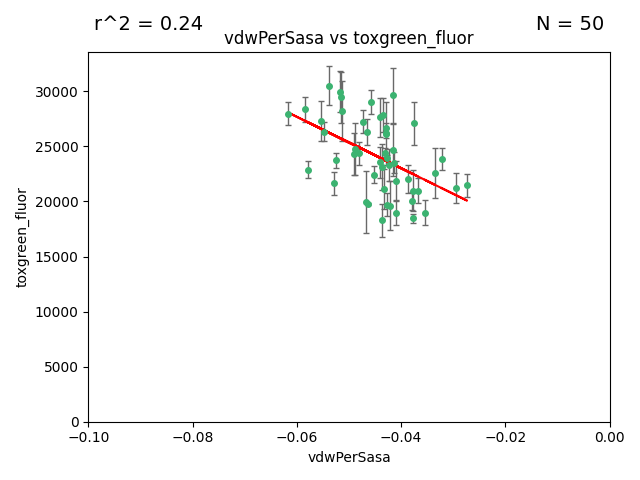 r^2 = 0.24
N = 50
vdwPerSasa vs toxgreen_fluor
30000
25000
20000
15000
10000
5000
0
toxgreen_fluor
−0.10
−0.08
−0.06
−0.04
−0.02
0.00
vdwPerSasa